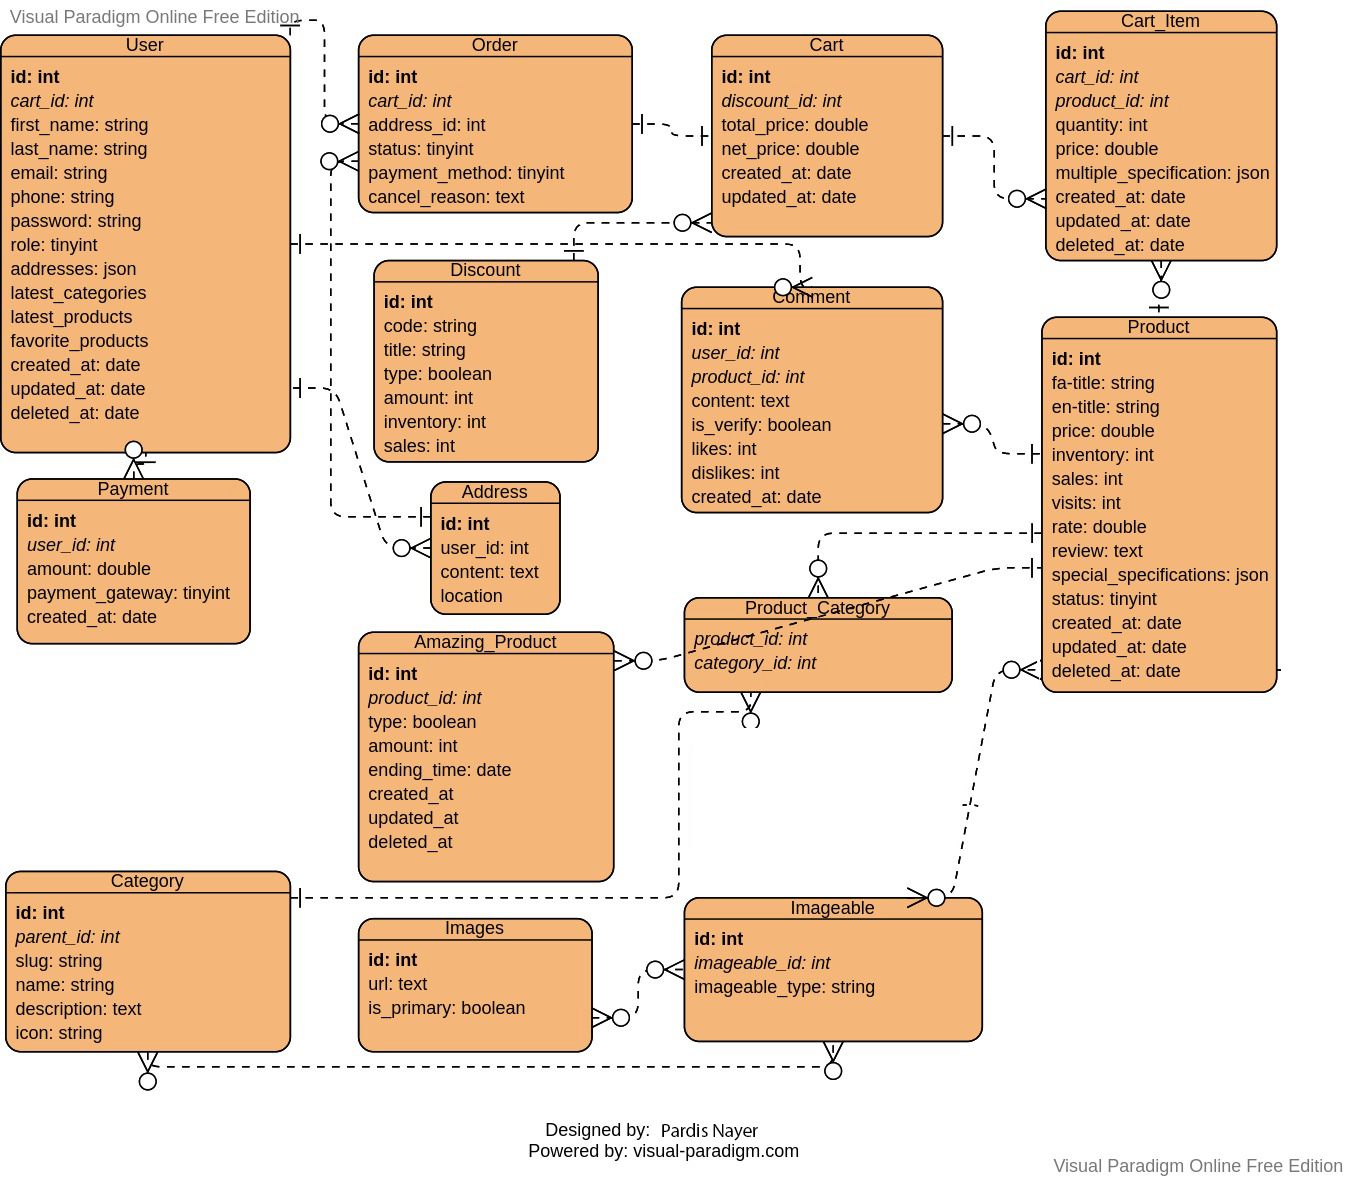 Visual Paradigm Online Free Edition
User
id: int
cart_id: int
first_name: string
last_name: string
email: string
phone: string
password: string
role: tinyint
addresses: json
latest_categories
latest_products
favorite_products
created_at: date
updated_at: date
deleted_at: date
Order
id: int
cart_id: int
address_id: int
status: tinyint
payment_method: tinyint
cancel_reason: text
Cart
id: int
discount_id: int
total_price: double
net_price: double
created_at: date
updated_at: date
Cart_Item
id: int
cart_id: int
product_id: int
quantity: int
price: double
multiple_specification: json
created_at: date
updated_at: date
deleted_at: date
Discount
id: int
code: string
title: string
type: boolean
amount: int
inventory: int
sales: int
Comment
id: int
user_id: int
product_id: int
content: text
is_verify: boolean
likes: int
dislikes: int
created_at: date
Product
id: int
fa-title: string
en-title: string
price: double
inventory: int
sales: int
visits: int
rate: double
review: text
special_specifications: json
status: tinyint
created_at: date
updated_at: date
deleted_at: date
Payment
id: int
user_id: int
amount: double
payment_gateway: tinyint
created_at: date
Address
id: int
user_id: int
content: text
location
Product_Category
product_id: int
category_id: int
Amazing_Product
id: int
product_id: int
type: boolean
amount: int
ending_time: date
created_at
updated_at
deleted_at
Category
id: int
parent_id: int
slug: string
name: string
description: text
icon: string
Images
id: int
url: text
is_primary: boolean
Imageable
id: int
imageable_id: int
imageable_type: string
Designed by: Pardis Nayer
Powered by: visual-paradigm.com
Visual Paradigm Online Free Edition